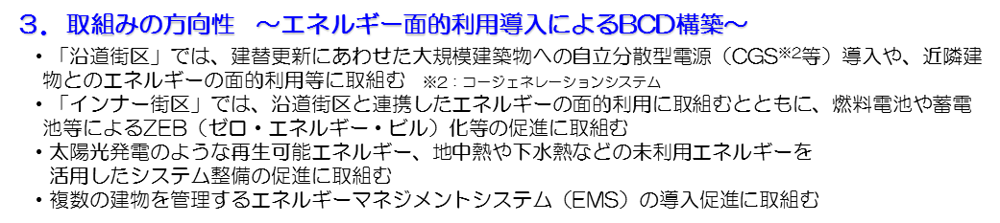 ３．取組みの方向性　～エネルギー面的利用導入によるBCD構築～
・「沿道街区」では、建替更新にあわせた大規模建築物への自立分散型電源（CGS※2等）導入や、近隣建
物とのエネルギーの面的利用等に取組む　※2：コージェネレーションシステム
・「インナー街区」では、沿道街区と連携したエネルギーの面的利用に取組むとともに、燃料電池や蓄電
池等によるZEB（ゼロ・エネルギー・ビル）化等の促進に取組む
・太陽光発電のような再生可能エネルギー、地中熱や下水熱などの未利用エネルギーを
活用したシステム整備の促進に取組む
・複数の建物を管理するエネルギーマネジメントシステム（EMS）の導入促進に取組む